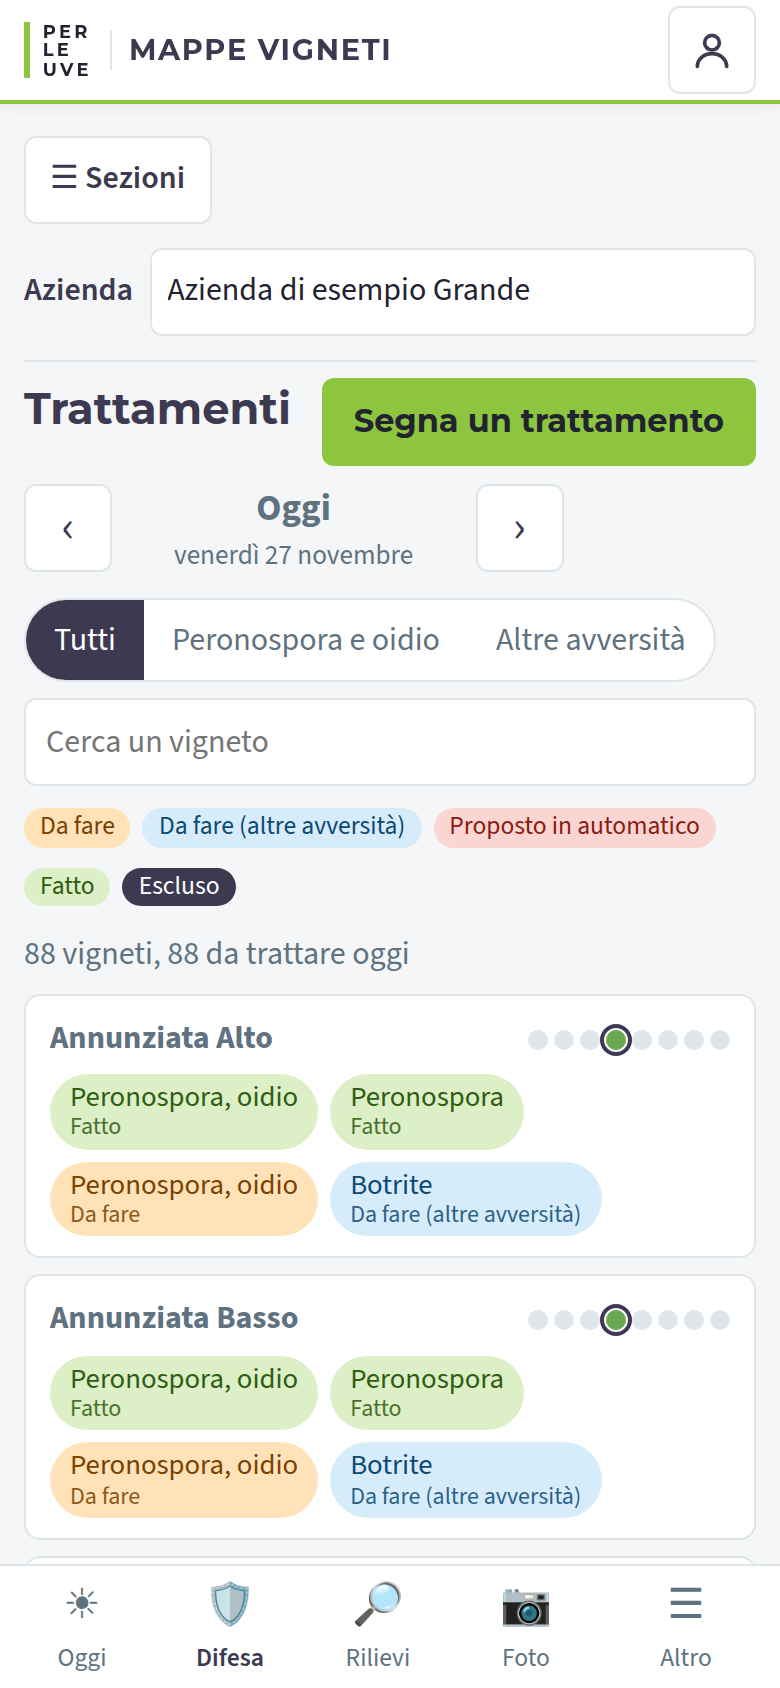 PER
LE
UVE
MAPPE VIGNETI
☰ Sezioni
Azienda
Azienda di esempio Grande
Trattamenti
Segna un trattamento
‹
Oggi
venerdì 27 novembre
›
Tutti
Peronospora e oidio
Altre avversità
Cerca un vigneto
Da fare
Da fare (altre avversità)
Proposto in automatico
Fatto
Escluso
88 vigneti, 88 da trattare oggi
Annunziata Alto
Peronospora, oidio
Fatto
Peronospora
Fatto
Peronospora, oidio
Da fare
Botrite
Da fare (altre avversità)
Annunziata Basso
Peronospora, oidio
Fatto
Peronospora
Fatto
Peronospora, oidio
Da fare
Botrite
Da fare (altre avversità)
Oggi
Difesa
Rilievi
Foto
Altro